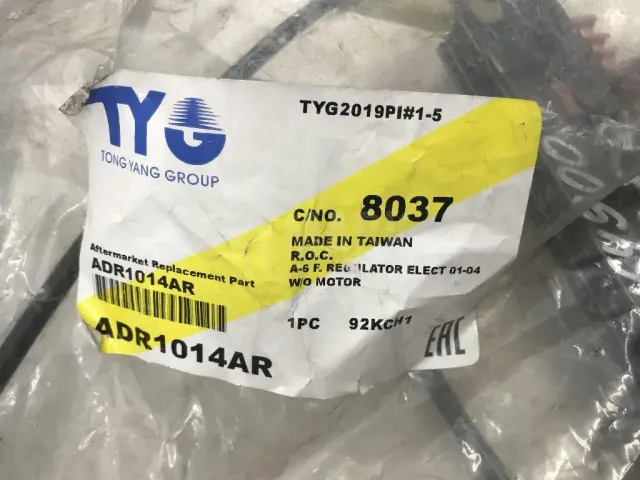 TYG
TONG YANG GROUP
TYG2019PI#1-5
C/NO. 8037
MADE IN TAIWAN
R.O.C.
A-6 F. REGULATOR ELECT 01-04
W/O MOTOR
Aftermarket Replacement Part
ADR1014AR
ADR1014AR
1PC
EAC